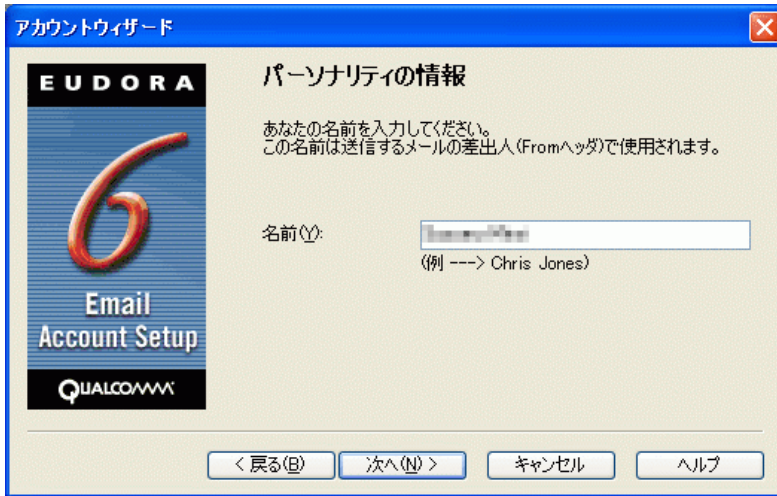 アカウントウィザード
EUDORA
6
Email
Account Setup
QUALCOMM
パーソナリティの情報
あなたの名前を入力してください。
この名前は送信するメールの差出人(Fromヘッダ)で使用されます。
名前(Y):
(例 ---> Chris Jones)
< 戻る(B)
次へ(N) >
キャンセル
ヘルプ